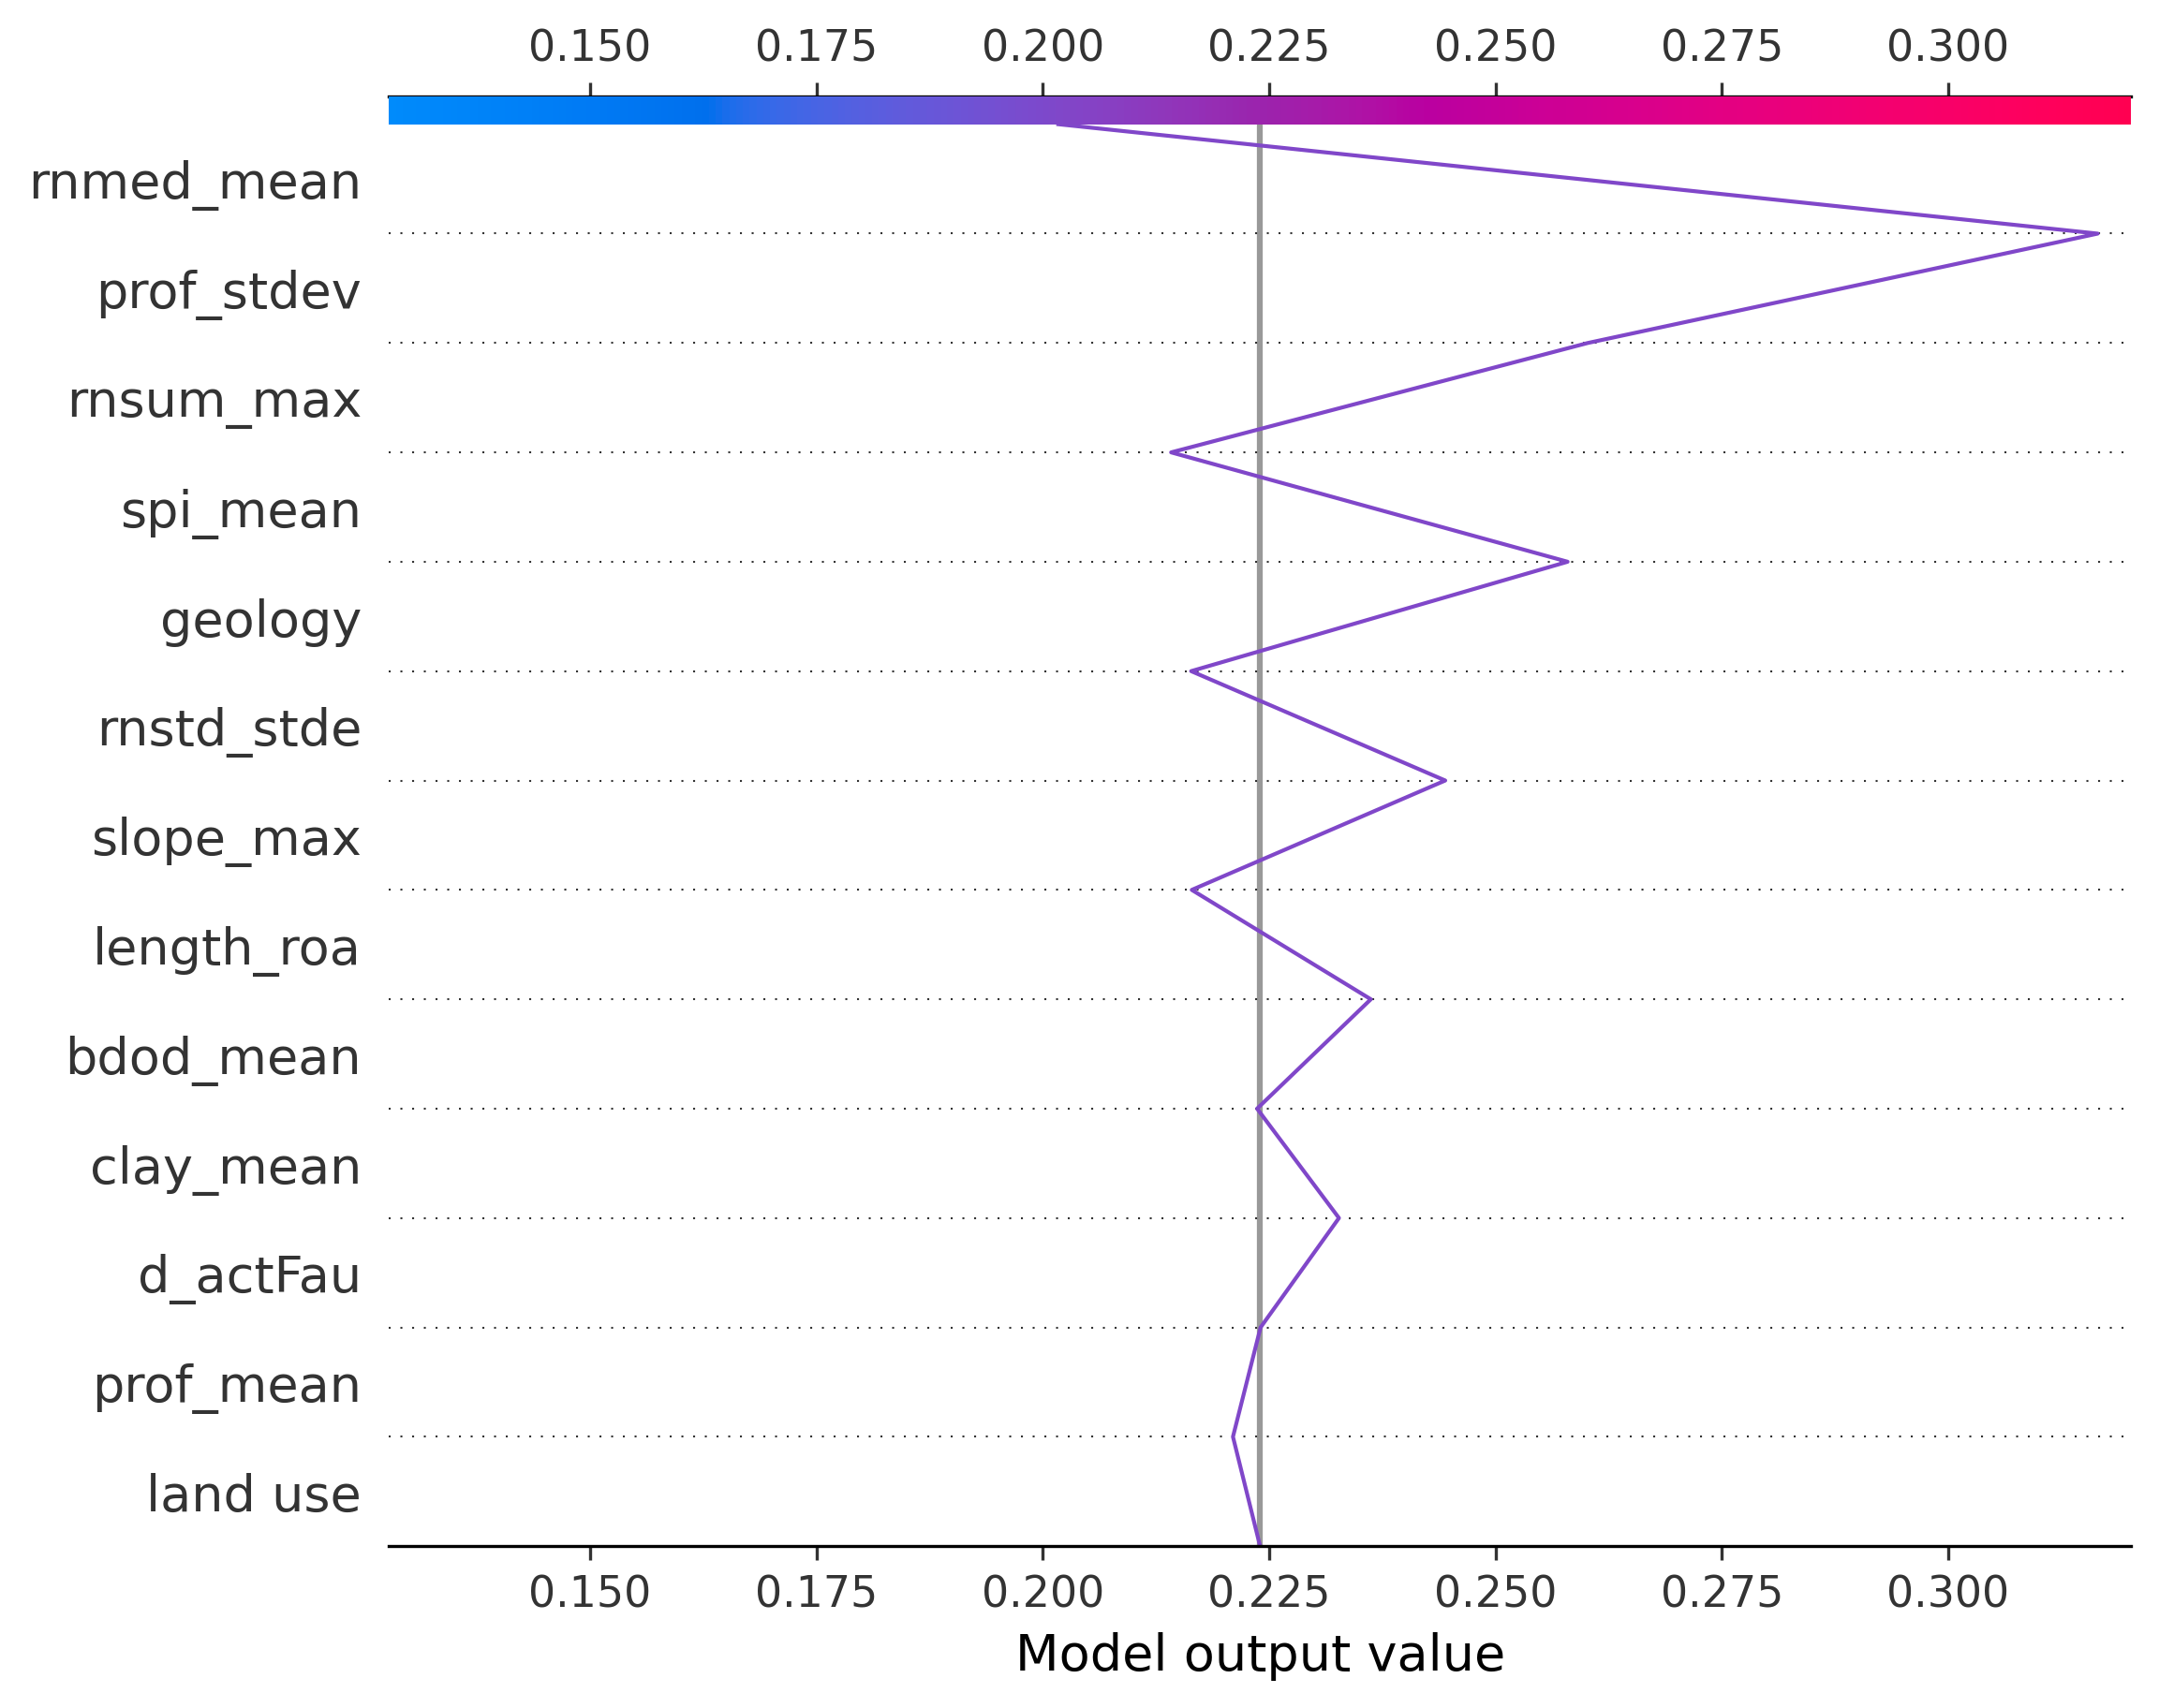 0.150 0.175 0.200 0.225 0.250 0.275 0.300
rnmed_mean
prof_stdev
rnsum_max
spi_mean
geology
rnstd_stde
slope_max
length_roa
bdod_mean
clay_mean
d_actFau
prof_mean
land use
0.150 0.175 0.200 0.225 0.250 0.275 0.300
Model output value